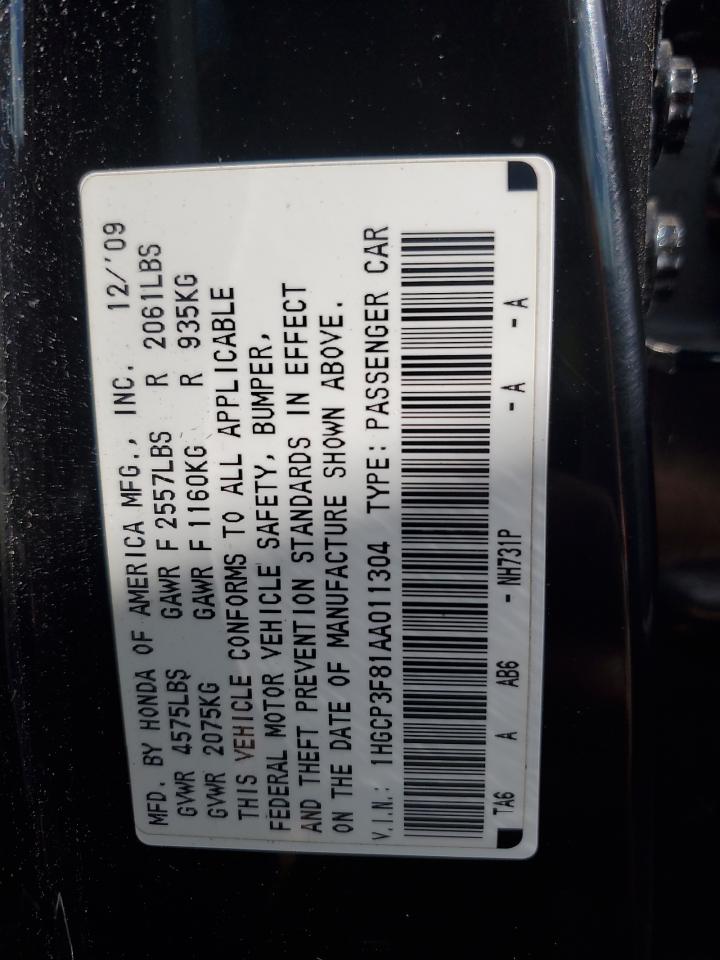 MFD. BY HONDA OF AMERICA MFG., INC. 12/'09
GVWR 4575LBS GAWR F 2557LBS R 2061LBS
GVWR 2075KG GAWR F 1160KG R 935KG
THIS VEHICLE CONFORMS TO ALL APPLICABLE
FEDERAL MOTOR VEHICLE SAFETY, BUMPER,
AND THEFT PREVENTION STANDARDS IN EFFECT
ON THE DATE OF MANUFACTURE SHOWN ABOVE.
V.I.N.: 1HGCP3F81AA011304 TYPE: PASSENGER CAR
TA6 A AB6 - NH731P - A - A